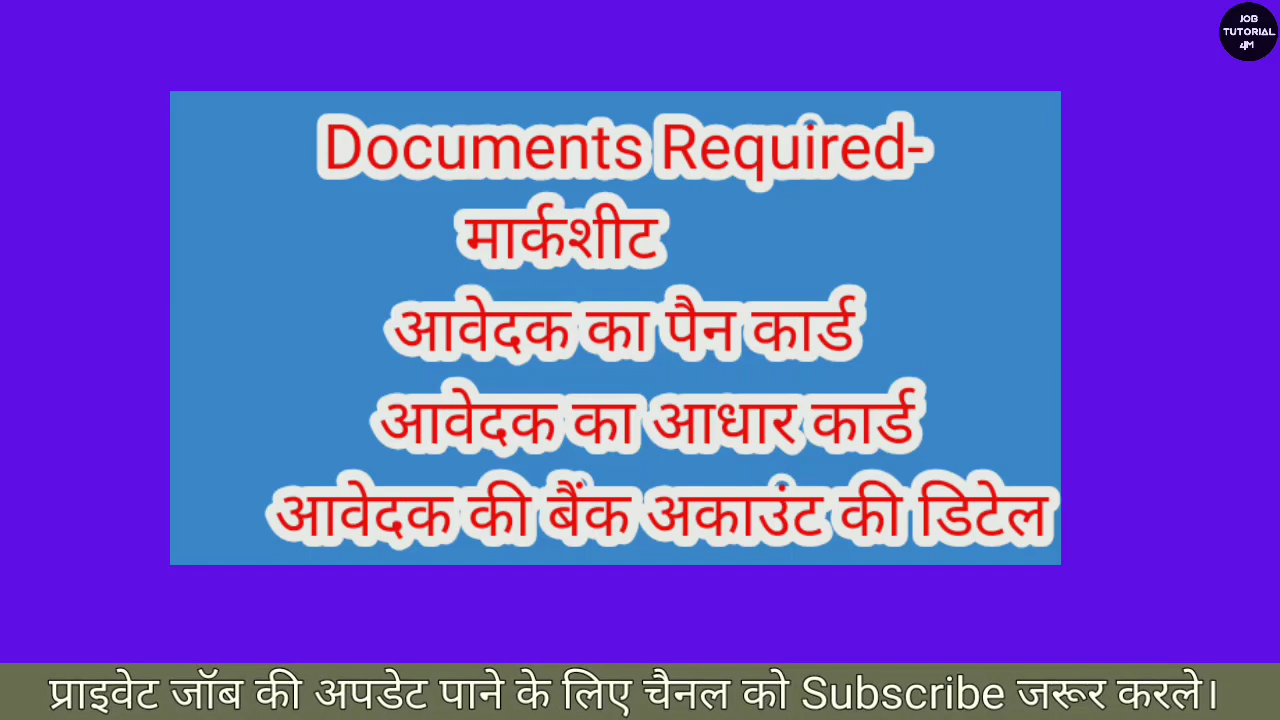 JOB
TUTORIAL
4M
Documents Required-
मार्कशीट
आवेदक का पैन कार्ड
आवेदक का आधार कार्ड
आवेदक की बैंक अकाउंट की डिटेल
प्राइवेट जॉब की अपडेट पाने के लिए चैनल को Subscribe जरूर करले।